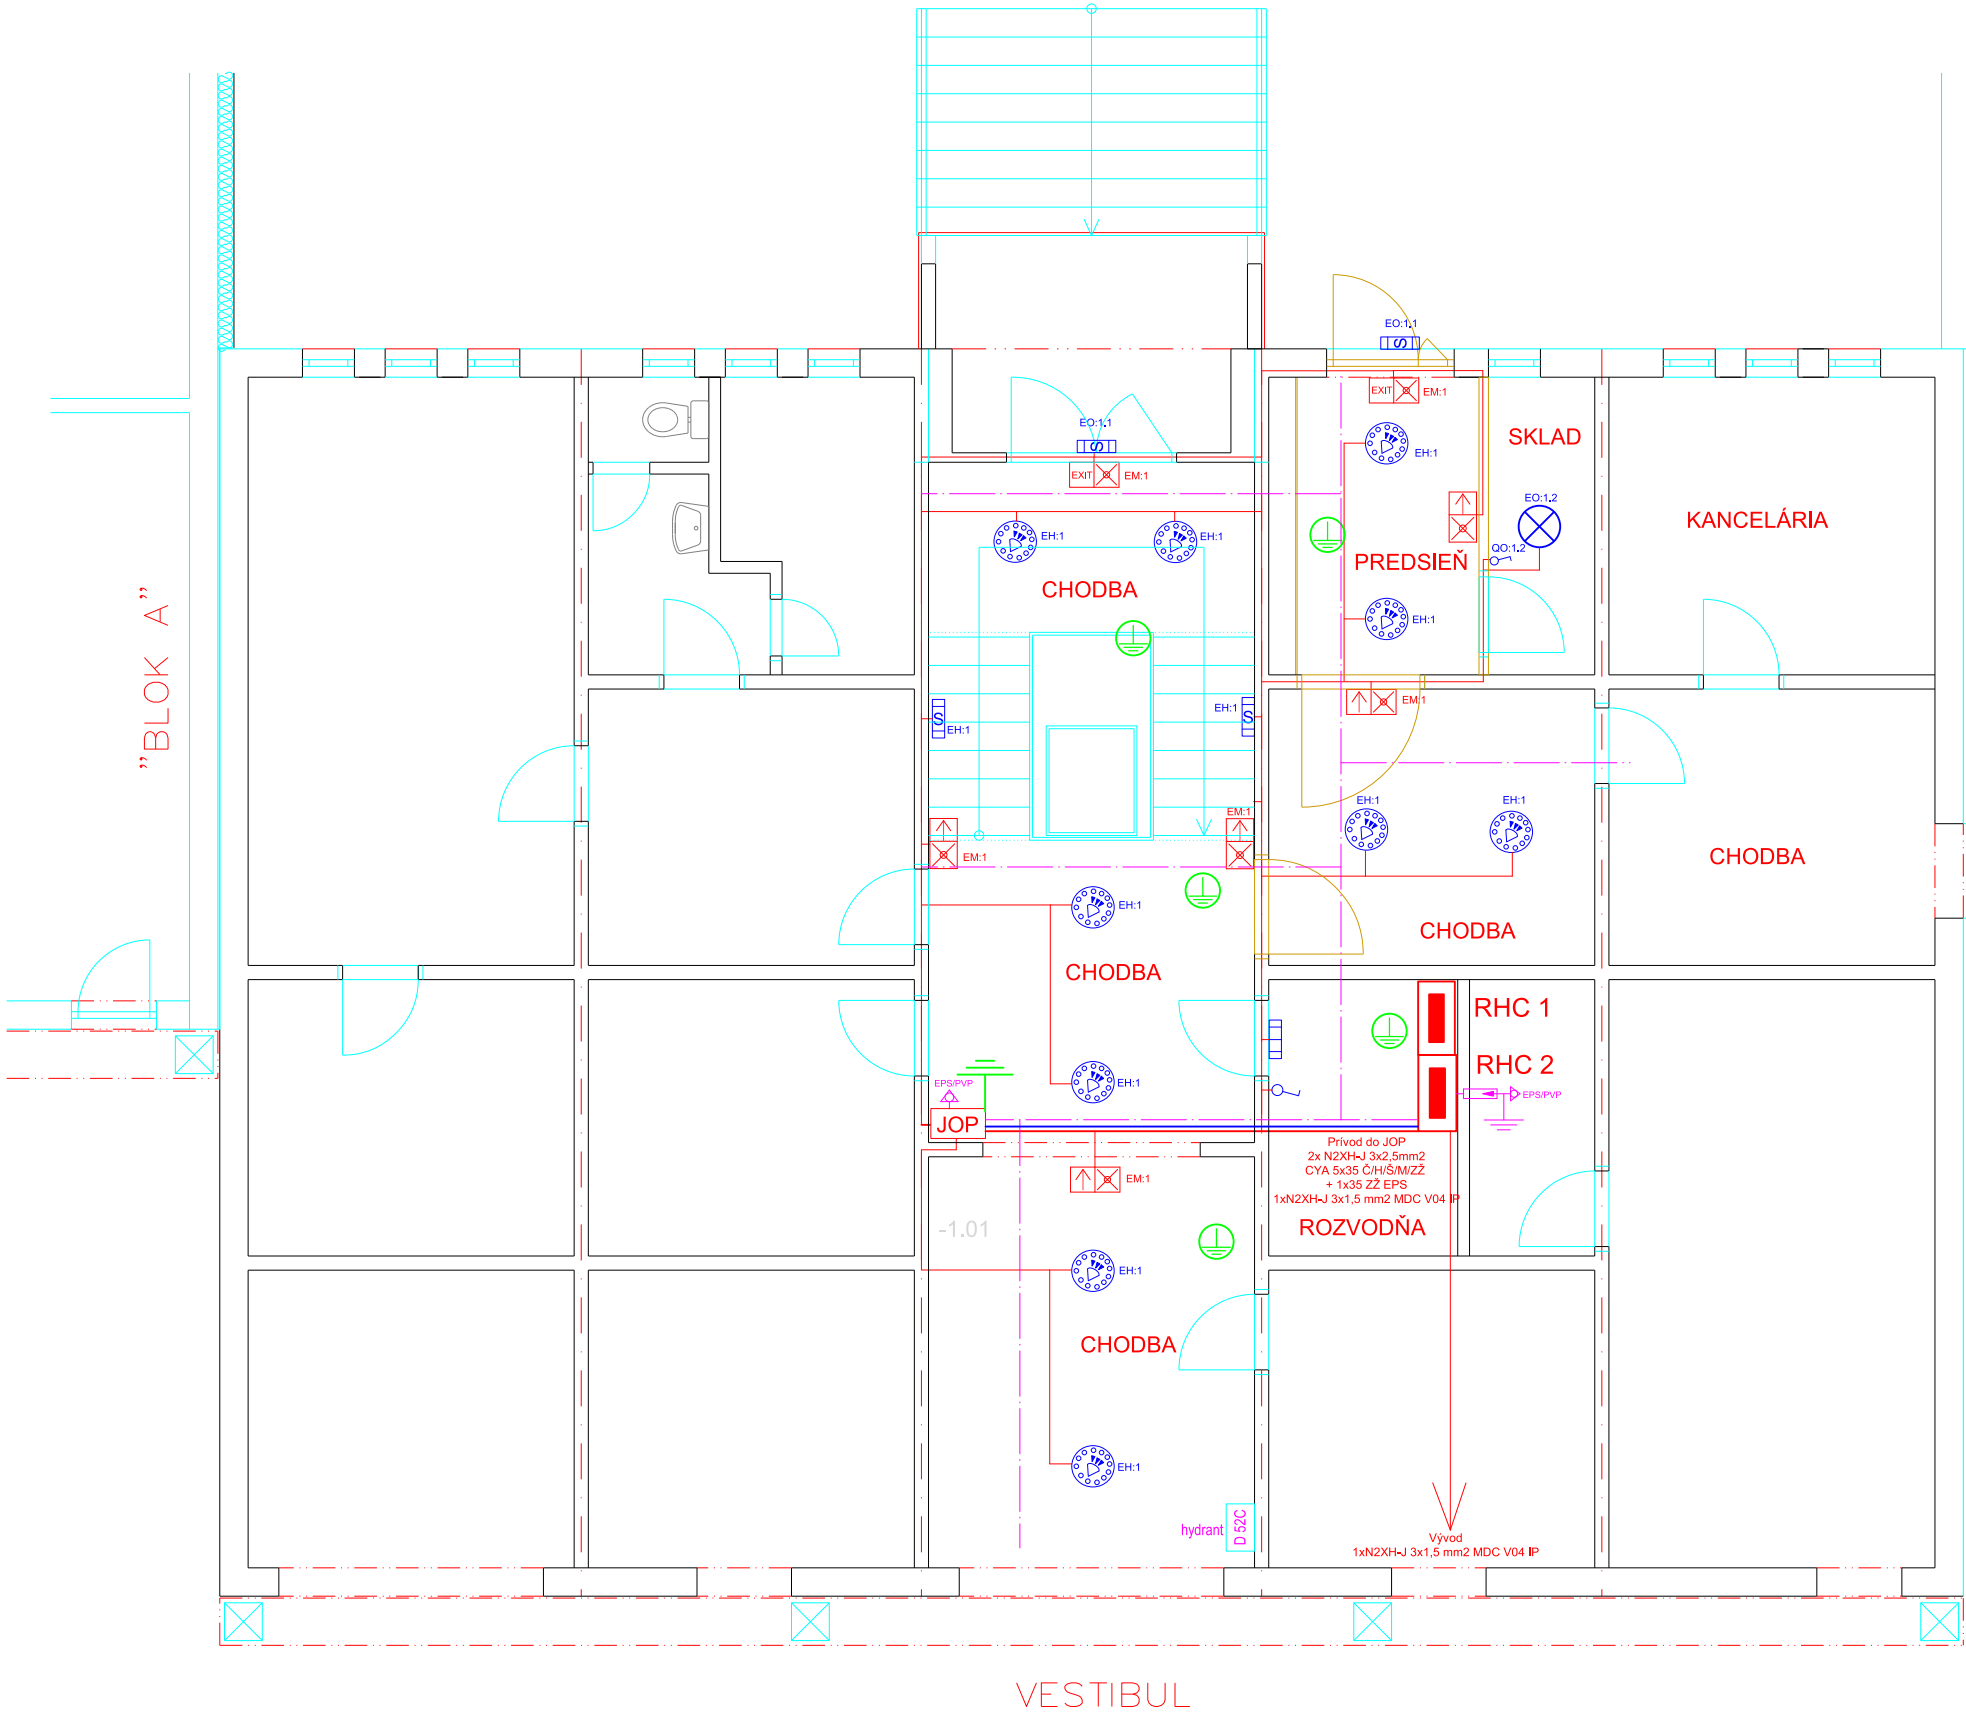 EO:1.1
EXIT
EM:1
EH:1
SKLAD
EO:1.1
EXIT
EM:1
EO:1.2
KANCELÁRIA
EH:1
EH:1
QO:1.2
PREDSIEŇ
CHODBA
EH:1
"BLOK A"
S
EH:1
EH:1
S
EM:1
EH:1
EH:1
EM:1
EM:1
CHODBA
EH:1
CHODBA
CHODBA
RHC 1
RHC 2
EPS/PVP
EH:1
EPS/PVP
JOP
Prívod do JOP
2x N2XH-J 3x2,5mm2
CYA 5x35 Č/H/Š/M/ZŽ
+ 1x35 ZŽ EPS
1xN2XH-J 3x1,5 mm2 MDC V04 IP
EM:1
-1.01
ROZVODŇA
EH:1
CHODBA
EH:1
hydrant
D 52C
Vývod
1xN2XH-J 3x1,5 mm2 MDC V04 IP
VESTIBUL